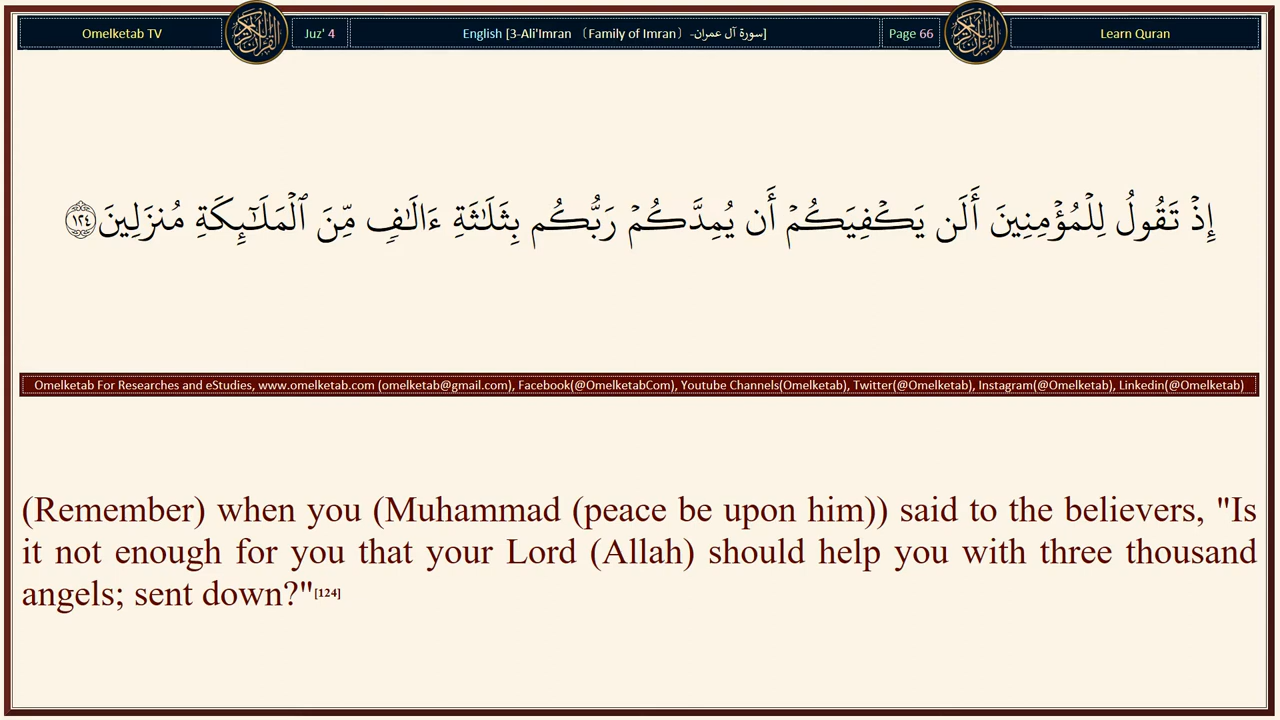 Omelketab TV
Juz' 4
English [3-Ali'Imran （Family of Imran）-سورة آل عمران]
Page 66
Learn Quran
إِذۡ تَقُولُ لِلۡمُؤۡمِنِينَ أَلَن يَكۡفِيَكُمۡ أَن يُمِدَّكُمۡ رَبُّكُم بِثَلَٰثَةِ ءَالَٰفٖ مِّنَ ٱلۡمَلَٰٓئِكَةِ مُنزَلِينَ ١٢٤
Omelketab For Researches and eStudies, www.omelketab.com (omelketab@gmail.com), Facebook(@OmelketabCom), Youtube Channels(Omelketab), Twitter(@Omelketab), Instagram(@Omelketab), Linkedin(@Omelketab)
(Remember) when you (Muhammad (peace be upon him)) said to the believers, "Is
it not enough for you that your Lord (Allah) should help you with three thousand
angels; sent down?"[124]